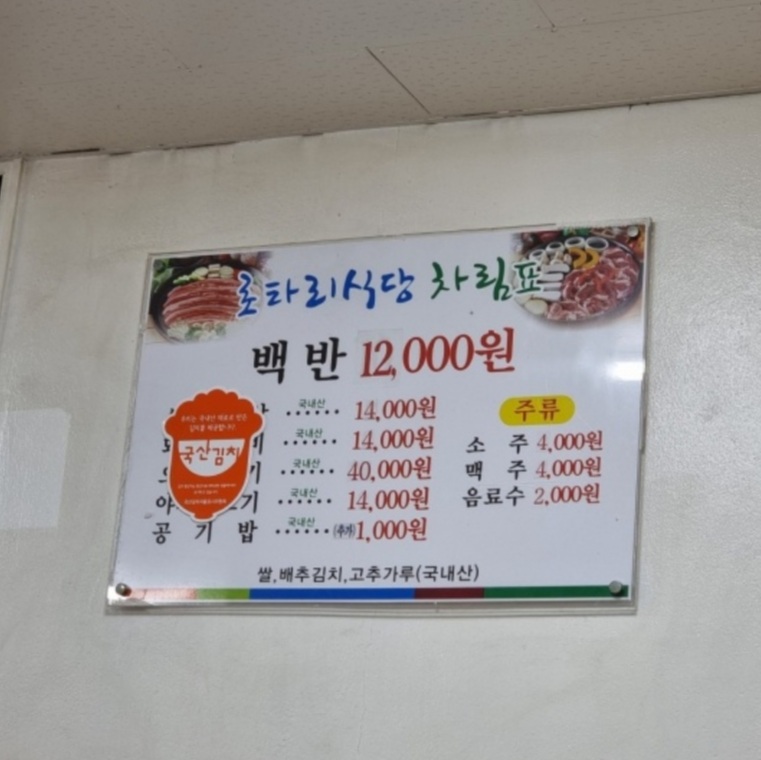 로타리식당 차림표
백반 12,000원
국내산 14,000원
국내산 14,000원
국내산 40,000원
국내산 14,000원
공기밥 국내산 (추가)1,000원
주류
소주 4,000원
맥주 4,000원
음료수 2,000원
국산김치
쌀,배추김치,고추가루(국내산)